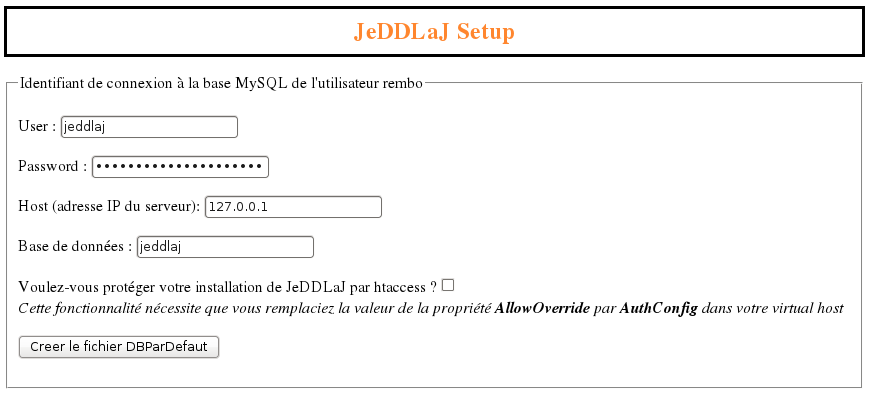 JeDDLaJ Setup
Identifiant de connexion à la base MySQL de l'utilisateur rembo
User : jeddlaj
Password : •••••••••••••••••••••
Host (adresse IP du serveur): 127.0.0.1
Base de données : jeddlaj
Voulez-vous protéger votre installation de JeDDLaJ par htaccess ?
Cette fonctionnalité nécessite que vous remplaciez la valeur de la propriété AllowOverride par AuthConfig dans votre virtual host
Creer le fichier DBParDefaut